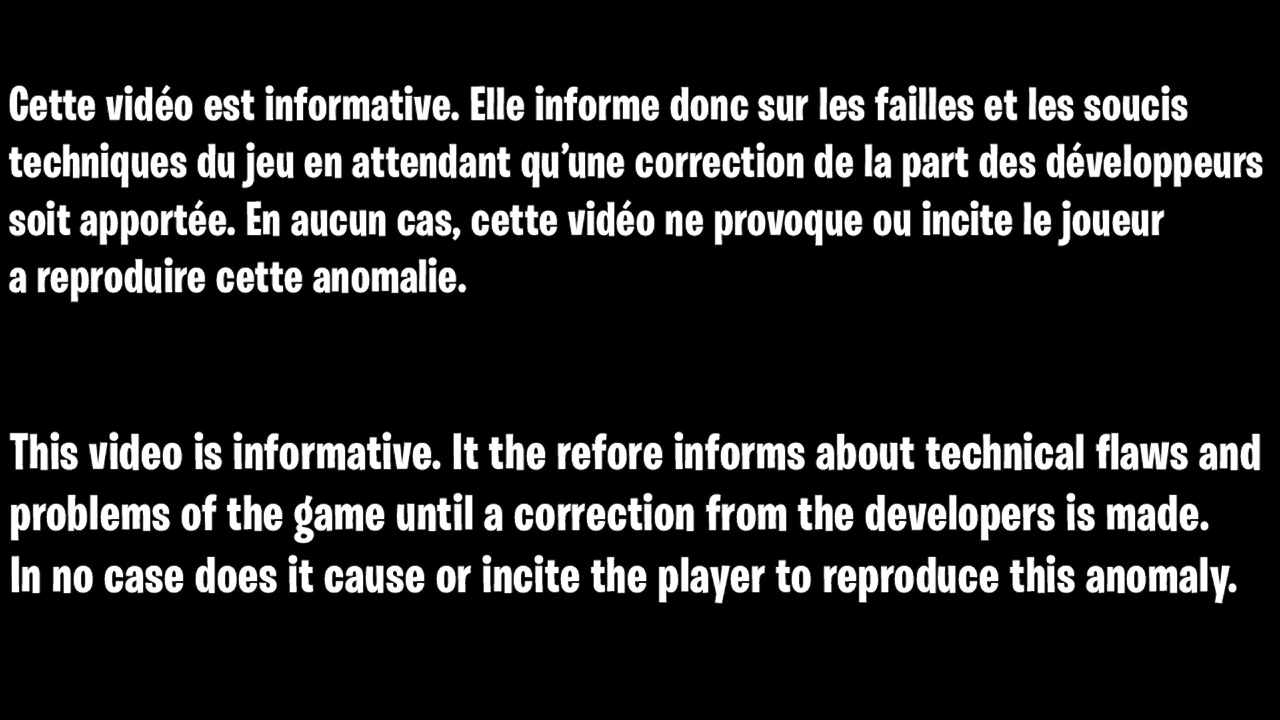 Cette vidéo est informative. Elle informe donc sur les failles et les soucis
techniques du jeu en attendant qu’une correction de la part des développeurs
soit apportée. En aucun cas, cette vidéo ne provoque ou incite le joueur
a reproduire cette anomalie.
This video is informative. It the refore informs about technical flaws and
problems of the game until a correction from the developers is made.
In no case does it cause or incite the player to reproduce this anomaly.